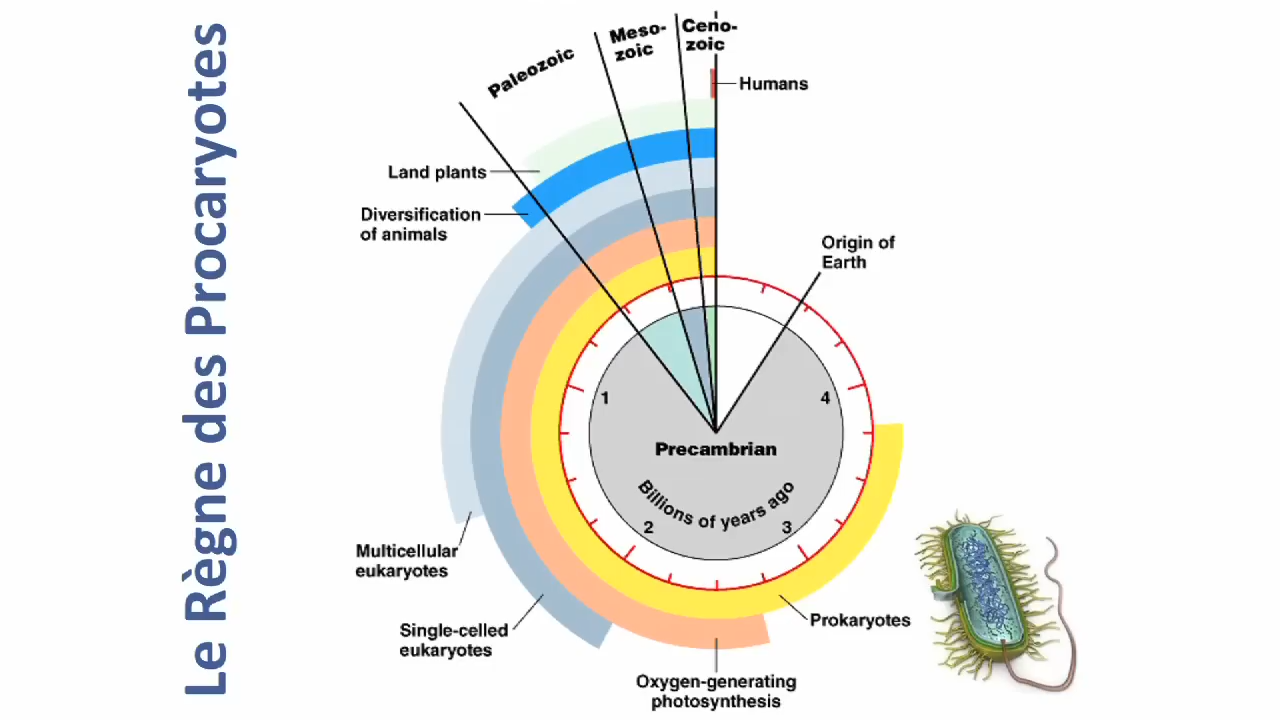 Le Règne des Procaryotes
Paleozoic
Meso-
zoic
Ceno-
zoic
Humans
Land plants
Diversification
of animals
Origin of
Earth
1
4
Precambrian
Billions of years ago
2
3
Multicellular
eukaryotes
Single-celled
eukaryotes
Prokaryotes
Oxygen-generating
photosynthesis